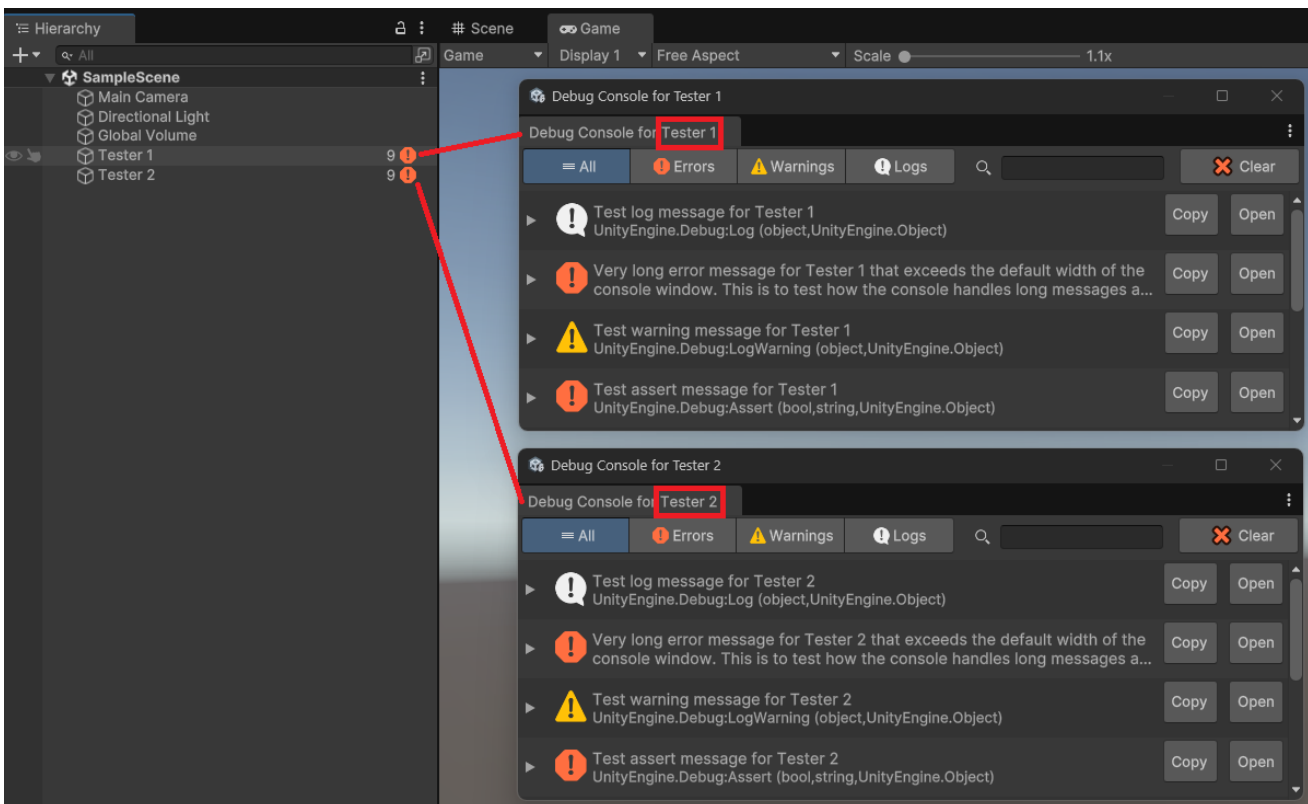 Hierarchy
All
SampleScene
Main Camera
Directional Light
Global Volume
Tester 1 9
Tester 2 9
Scene Game
Game Display 1 Free Aspect Scale 1.1x
Debug Console for Tester 1
Debug Console for Tester 1
All Errors Warnings Logs Clear
Test log message for Tester 1
UnityEngine.Debug:Log (object,UnityEngine.Object)
Copy Open
Very long error message for Tester 1 that exceeds the default width of the
console window. This is to test how the console handles long messages a...
Copy Open
Test warning message for Tester 1
UnityEngine.Debug:LogWarning (object,UnityEngine.Object)
Copy Open
Test assert message for Tester 1
UnityEngine.Debug:Assert (bool,string,UnityEngine.Object)
Copy Open
Debug Console for Tester 2
Debug Console for Tester 2
All Errors Warnings Logs Clear
Test log message for Tester 2
UnityEngine.Debug:Log (object,UnityEngine.Object)
Copy Open
Very long error message for Tester 2 that exceeds the default width of the
console window. This is to test how the console handles long messages a...
Copy Open
Test warning message for Tester 2
UnityEngine.Debug:LogWarning (object,UnityEngine.Object)
Copy Open
Test assert message for Tester 2
UnityEngine.Debug:Assert (bool,string,UnityEngine.Object)
Copy Open